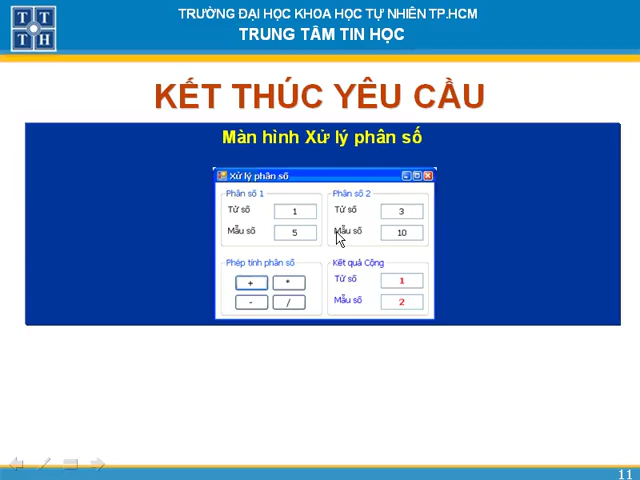 TRƯỜNG ĐẠI HỌC KHOA HỌC TỰ NHIÊN TP.HCM
TRUNG TÂM TIN HỌC
T T
T H
KẾT THÚC YÊU CẦU
Màn hình Xử lý phân số
Xử lý phân số
Phân số 1
Tử số 1
Mẫu số 5
Phân số 2
Tử số 3
Mẫu số 10
Phép tính phân số
+ *
- /
Kết quả Cộng
Tử số 1
Mẫu số 2
11